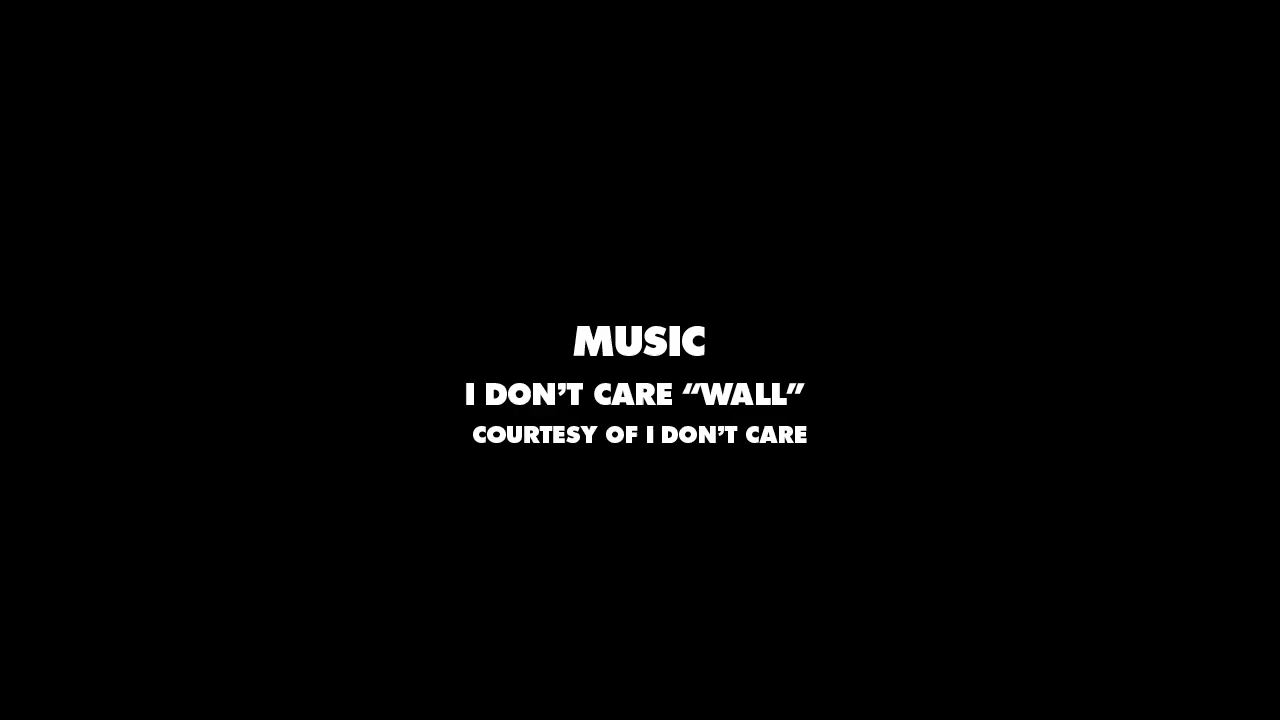 MUSIC
I DON’T CARE “WALL”
COURTESY OF I DON’T CARE